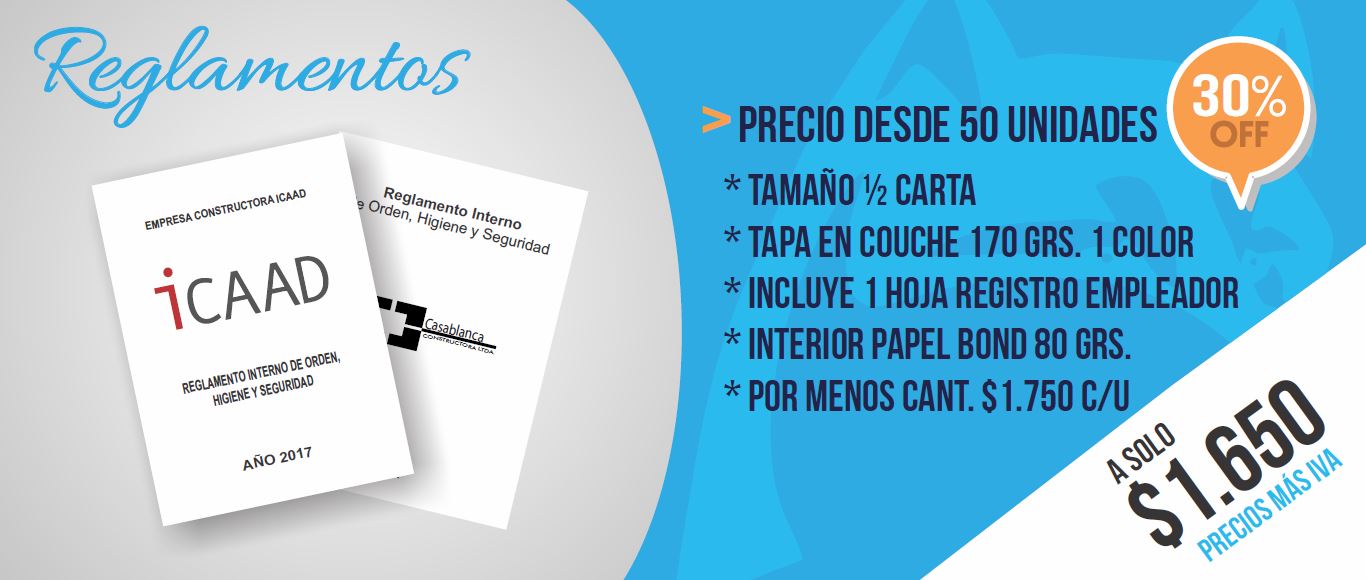 Reglamentos
EMPRESA CONSTRUCTORA ICAAD
iCAAD
REGLAMENTO INTERNO DE ORDEN,
HIGIENE Y SEGURIDAD
AÑO 2017
Reglamento Interno
e Orden, Higiene y Seguridad
Casablanca
CONSTRUCTORA LTDA.
> PRECIO DESDE 50 UNIDADES
30%
OFF
* TAMAÑO ½ CARTA
* TAPA EN COUCHE 170 GRS. 1 COLOR
* INCLUYE 1 HOJA REGISTRO EMPLEADOR
* INTERIOR PAPEL BOND 80 GRS.
* POR MENOS CANT. $1.750 C/U
A SOLO
$1.650
PRECIOS MÁS IVA